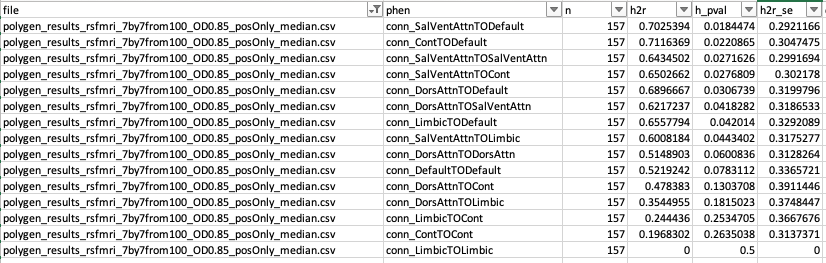 file phen n h2r h_pval h2r_se
polygen_results_rsfmri_7by7from100_OD0.85_posOnly_median.csv conn_SalVentAttnTODefault 157 0.7025394 0.0184474 0.2921166
polygen_results_rsfmri_7by7from100_OD0.85_posOnly_median.csv conn_ContTODefault 157 0.7116369 0.0220865 0.3047475
polygen_results_rsfmri_7by7from100_OD0.85_posOnly_median.csv conn_SalVentAttnTOSalVentAttn 157 0.6434502 0.0271626 0.2991694
polygen_results_rsfmri_7by7from100_OD0.85_posOnly_median.csv conn_SalVentAttnTOCont 157 0.6502662 0.0276809 0.302178
polygen_results_rsfmri_7by7from100_OD0.85_posOnly_median.csv conn_DorsAttnTODefault 157 0.6896667 0.0306739 0.3199796
polygen_results_rsfmri_7by7from100_OD0.85_posOnly_median.csv conn_DorsAttnTOSalVentAttn 157 0.6217237 0.0418282 0.3186533
polygen_results_rsfmri_7by7from100_OD0.85_posOnly_median.csv conn_LimbicTODefault 157 0.6557794 0.042014 0.3292089
polygen_results_rsfmri_7by7from100_OD0.85_posOnly_median.csv conn_SalVentAttnTOLimbic 157 0.6008184 0.0443402 0.3175277
polygen_results_rsfmri_7by7from100_OD0.85_posOnly_median.csv conn_DorsAttnTODorsAttn 157 0.5148903 0.0600836 0.3128264
polygen_results_rsfmri_7by7from100_OD0.85_posOnly_median.csv conn_DefaultTODefault 157 0.5219242 0.0783112 0.3365721
polygen_results_rsfmri_7by7from100_OD0.85_posOnly_median.csv conn_DorsAttnTOCont 157 0.478383 0.1303708 0.3911446
polygen_results_rsfmri_7by7from100_OD0.85_posOnly_median.csv conn_DorsAttnTOLimbic 157 0.3544955 0.1815023 0.3748447
polygen_results_rsfmri_7by7from100_OD0.85_posOnly_median.csv conn_LimbicTOCont 157 0.244436 0.2534705 0.3667676
polygen_results_rsfmri_7by7from100_OD0.85_posOnly_median.csv conn_ContTOCont 157 0.1968302 0.2635038 0.3137371
polygen_results_rsfmri_7by7from100_OD0.85_posOnly_median.csv conn_LimbicTOLimbic 157 0 0.5 0